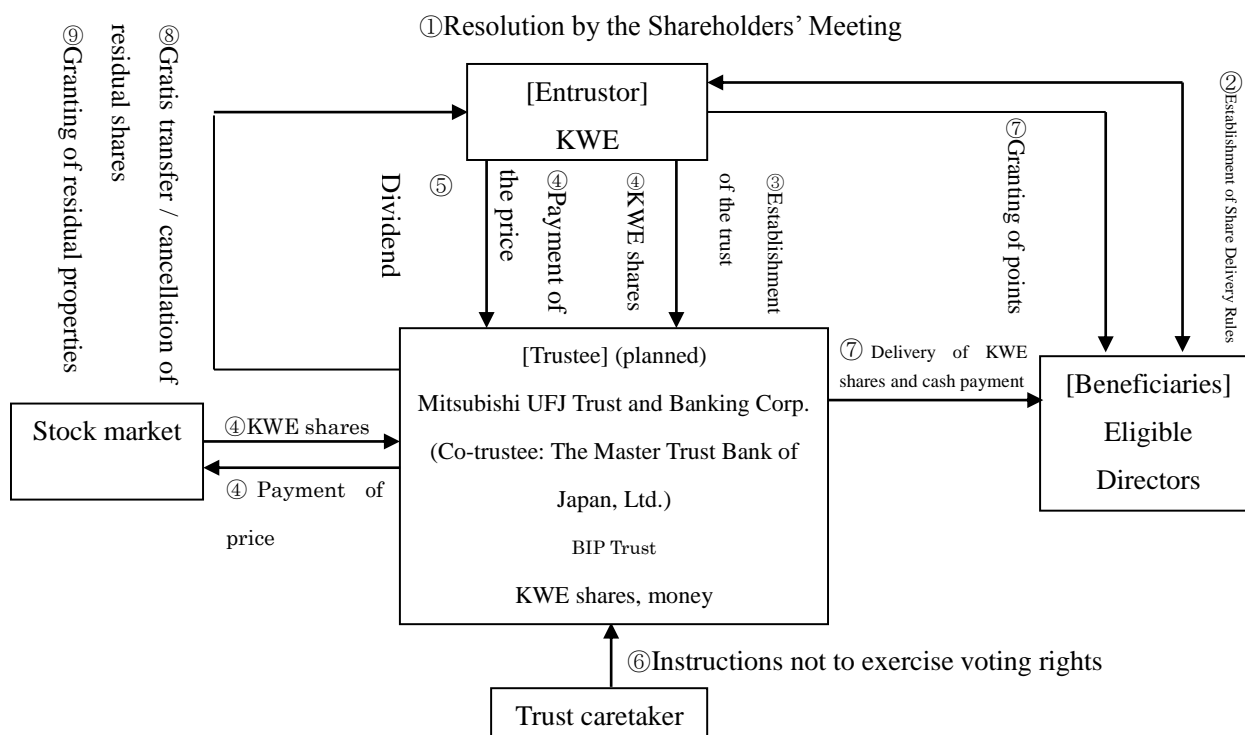 ①Resolution by the Shareholders’ Meeting
⑨Granting of residual properties
⑧Gratis transfer / cancellation of
residual shares
[Entrustor]
KWE
②Establishment of Share Delivery Rules
⑦Granting of points
⑤
Dividend
④Payment of
the price
④KWE shares
③Establishment
of the trust
[Trustee] (planned)
Mitsubishi UFJ Trust and Banking Corp.
(Co-trustee: The Master Trust Bank of
Japan, Ltd.)
BIP Trust
KWE shares, money
⑦ Delivery of KWE
shares and cash payment
[Beneficiaries]
Eligible
Directors
Stock market
④KWE shares
④ Payment of
price
⑥Instructions not to exercise voting rights
Trust caretaker